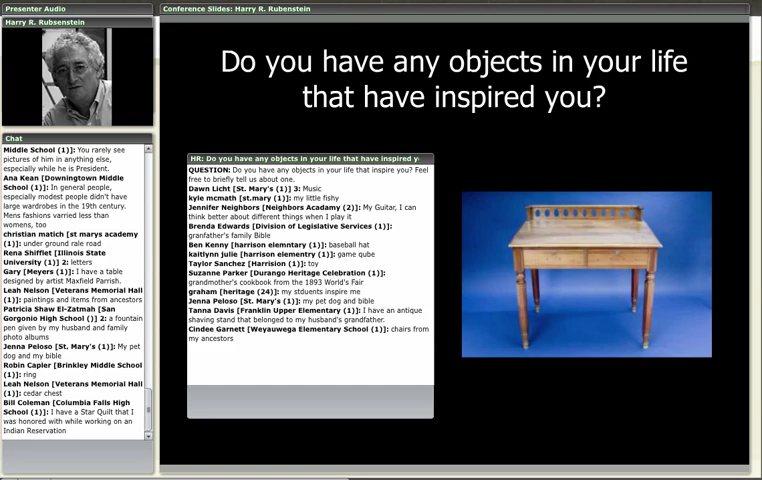 Presenter Audio
Harry R. Rubsenstein
Chat
Middle School (1)]: You rarely see
pictures of him in anything else,
especially while he is President.
Ana Kean [Downingtown Middle
School (1)]: In general people,
especially modest people didn't have
large wardrobes in the 19th century.
Mens fashions varried less than
womens, too
christian matich [st marys academy
(1)]: under ground rale road
Rena Shifflet [Illinois State
University (1)] 2: letters
Gary [Meyers (1)]: I have a table
designed by artist Maxfield Parrish.
Leah Nelson [Veterans Memorial Hall
(1)]: paintings and items from ancestors
Patricia Shaw El-Zatmah [San
Gorgonio High School ()] 2: a fountain
pen given by my husband and family
photo albums
Jenna Peloso [St. Mary's (1)]: My pet
dog and my bible
Robin Capler [Brinkley Middle School
(1)]: ring
Leah Nelson [Veterans Memorial Hall
(1)]: cedar chest
Bill Coleman [Columbia Falls High
School (1)]: I have a Star Quilt that I
was honored with while working on an
Indian Reservation
Conference Slides: Harry R. Rubenstein
Do you have any objects in your life
that have inspired you?
HR: Do you have any objects in your life that have inspired y
QUESTION: Do you have any objects in your life that inspire you? Feel
free to briefly tell us about one.
Dawn Licht [St. Mary's (1)] 3: Music
kyle mcmath [st.mary (1)]: my little fishy
Jennifer Neighbors [Neighbors Acadamy (2)]: My Guitar, I can
think better about different things when I play it
Brenda Edwards [Division of Legislative Services (1)]:
granfather's family Bible
Ben Kenny [harrison elemntary (1)]: baseball hat
kaitlynn julie [harrison elementry (1)]: game qube
Taylor Sanchez [Harrision (1)]: toy
Suzanne Parker [Durango Heritage Celebration (1)]:
grandmother's cookbook from the 1893 World's Fair
graham [heritage (24)]: my stduents inspire me
Jenna Peloso [St. Mary's (1)]: my pet dog and bible
Tanna Davis [Franklin Upper Elementary (1)]: I have an antique
shaving stand that belonged to my husband's grandfather.
Cindee Garnett [Weyauwega Elementary School (1)]: chairs from
my ancestors